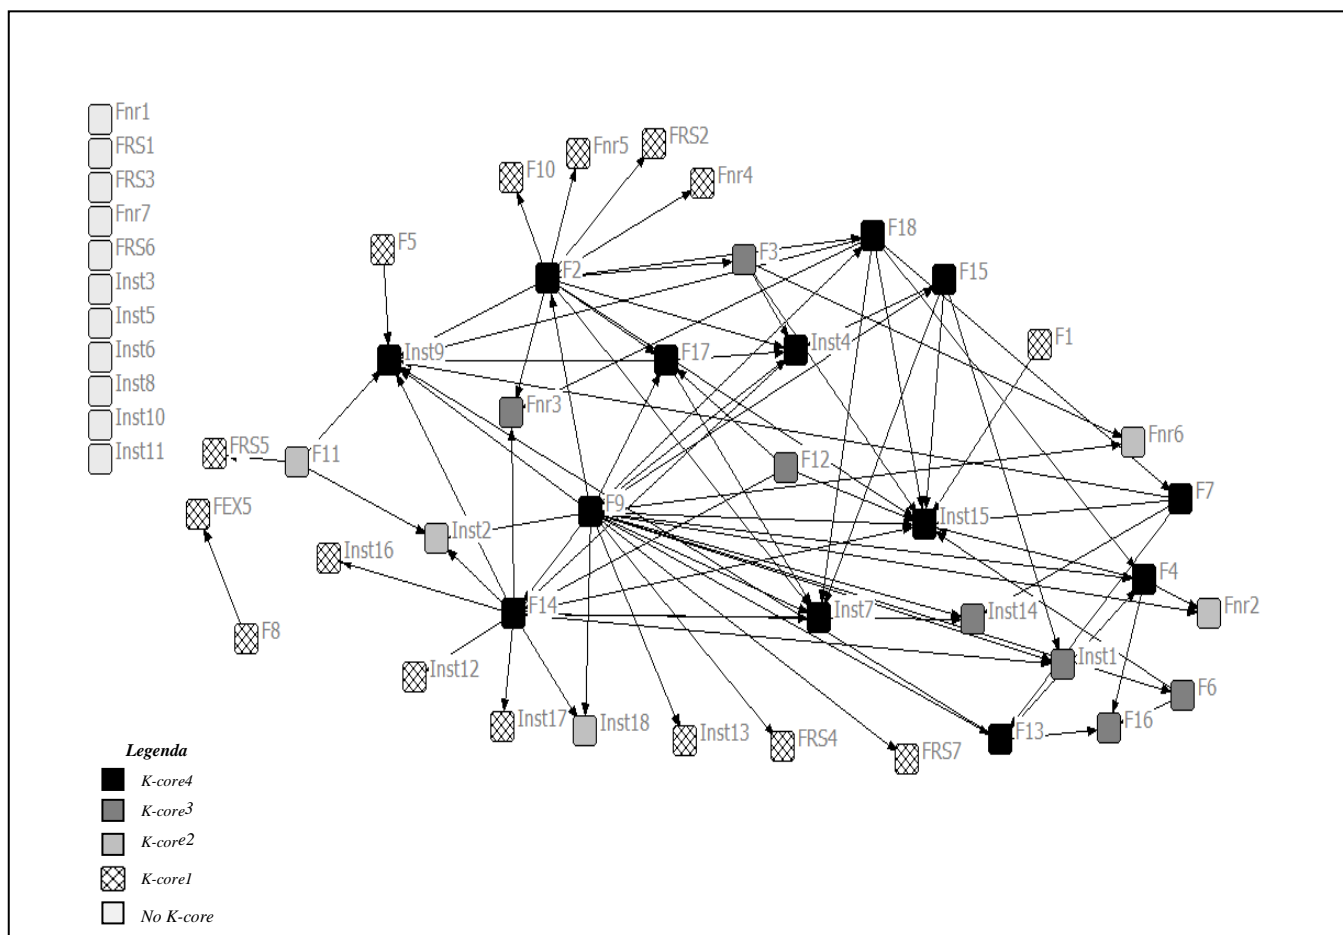 Fnr1
FRS1
FRS3
Fnr7
FRS6
Inst3
Inst5
Inst6
Inst8
Inst10
Inst11
FRS2
Fnr5
F10
Fnr4
F5
F2
F3
F18
F15
F1
Inst9
F17
Inst4
Fnr3
Fnr6
FRS5
F11
F12
F7
FEX5
F9
Inst15
Inst2
Inst16
F4
F14
Inst7
Inst14
Fnr2
F8
Inst1
Inst12
F6
Inst17
Inst18
Inst13
FRS4
FRS7
F13
F16
Legenda
K-core4
K-core3
K-core2
K-core1
No K-core